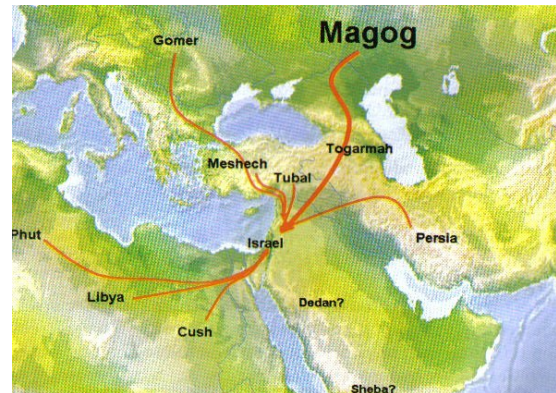 Gomer
Magog
Togarmah
Meshech
Tubal
Phut
Israel
Persia
Libya
Dedan?
Cush
Sheba?